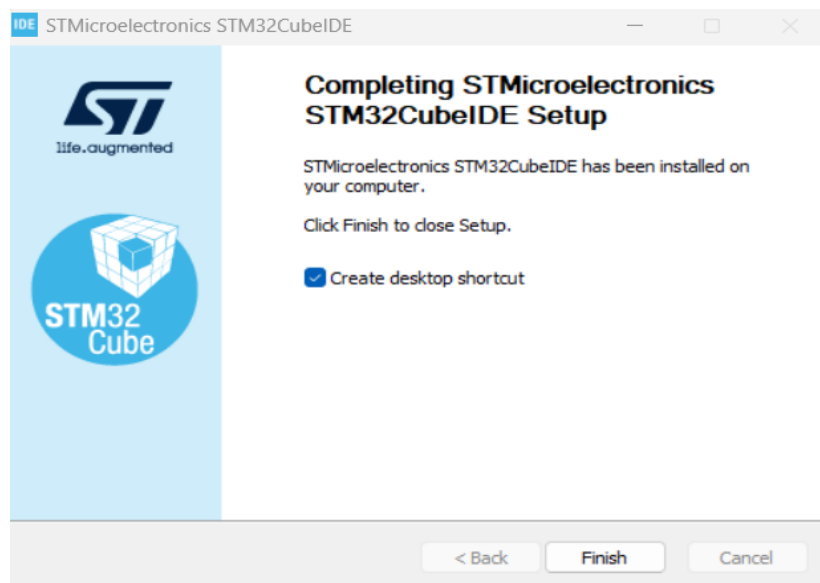 IDE STMicroelectronics STM32CubeIDE
ST
life.augmented
STM32
Cube
Completing STMicroelectronics
STM32CubeIDE Setup
STMicroelectronics STM32CubeIDE has been installed on
your computer.
Click Finish to close Setup.
Create desktop shortcut
< Back Finish Cancel